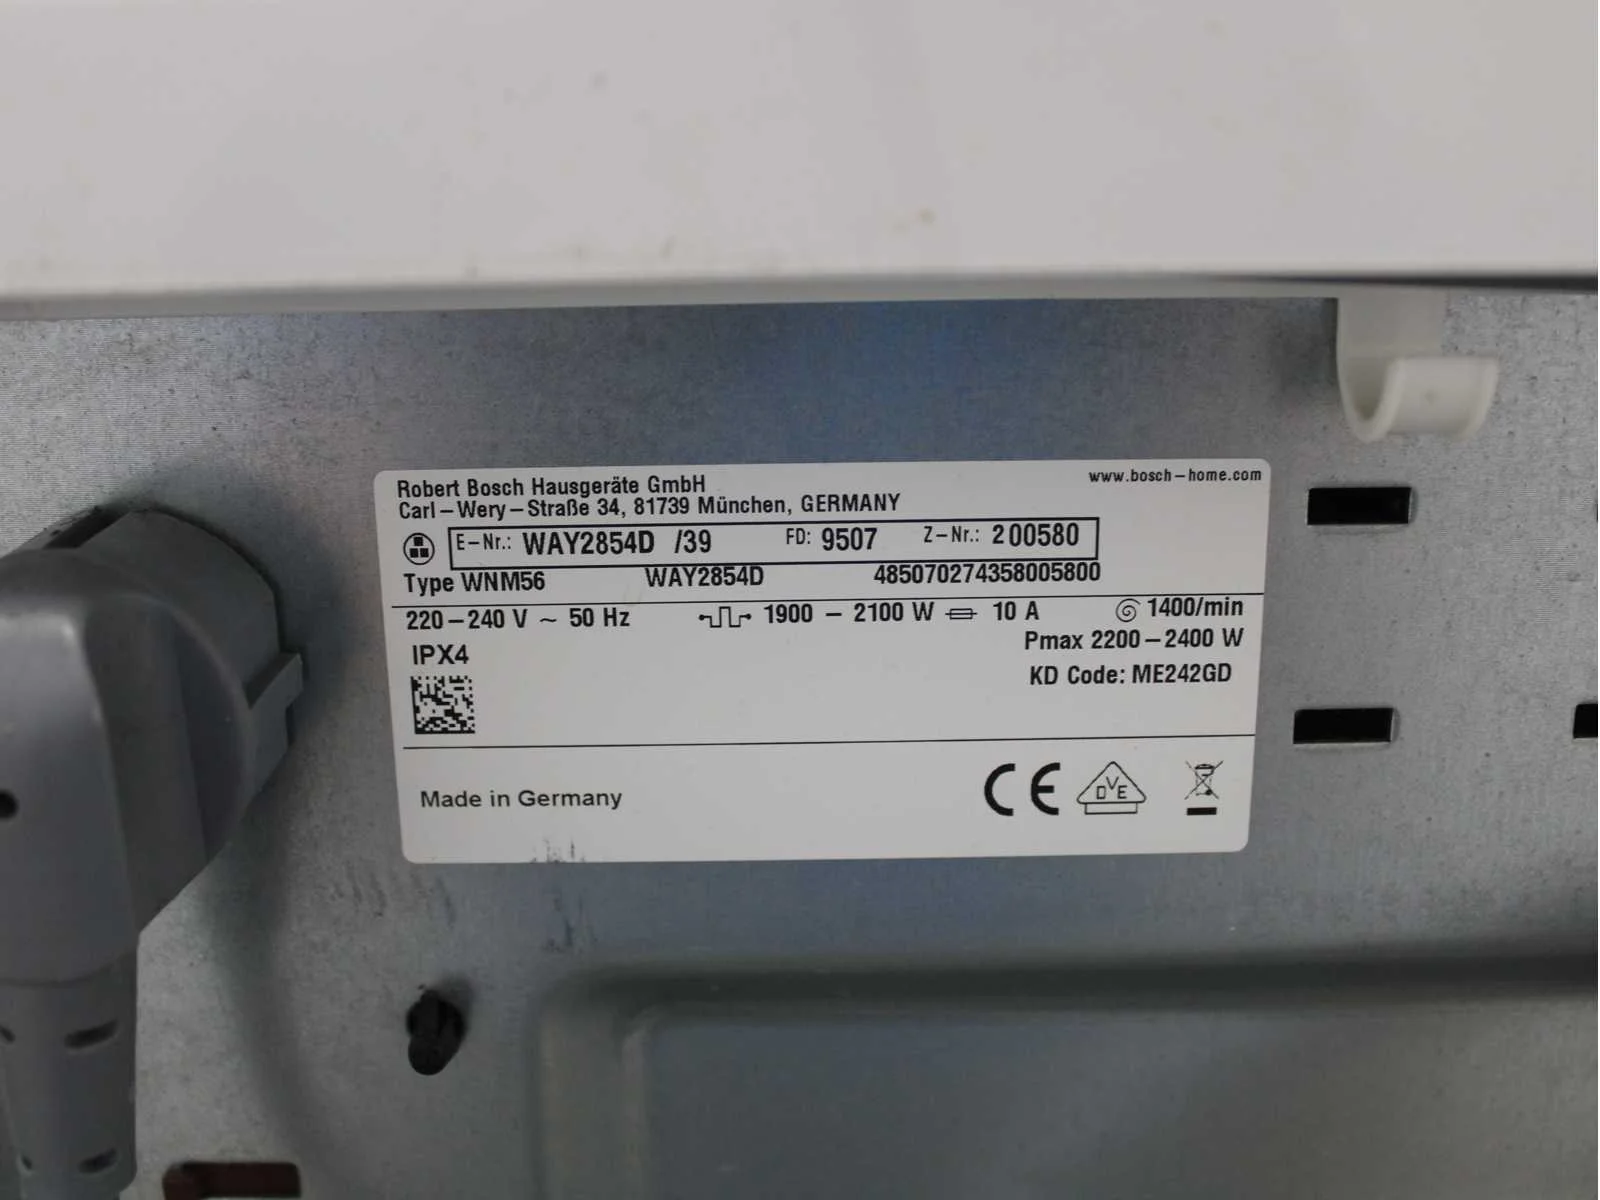 Robert Bosch Hausgeräte GmbH www.bosch-home.com
Carl-Wery-Straße 34, 81739 München, GERMANY
E-Nr.: WAY2854D /39 FD: 9507 Z-Nr.: 200580
Type WNM56 WAY2854D 485070274358005800
220-240 V ~ 50 Hz 1900 - 2100 W 10 A 1400/min
Pmax 2200-2400 W
IPX4
KD Code: ME242GD
Made in Germany CE DVE